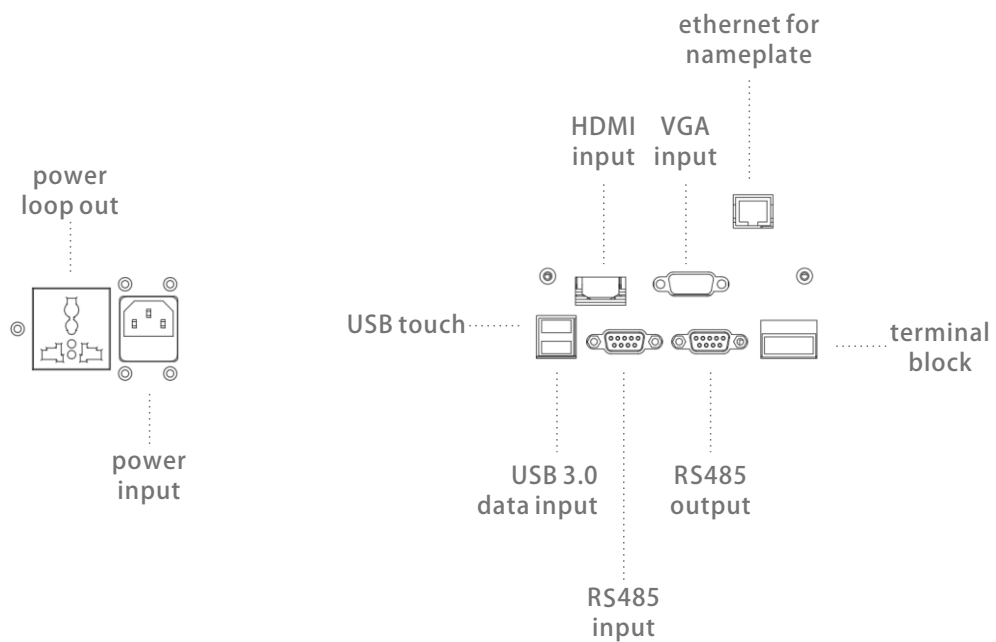 ethernet for
nameplate
HDMI
input
VGA
input
power
loop out
USB touch
terminal
block
power
input
USB 3.0
data input
RS485
output
RS485
input